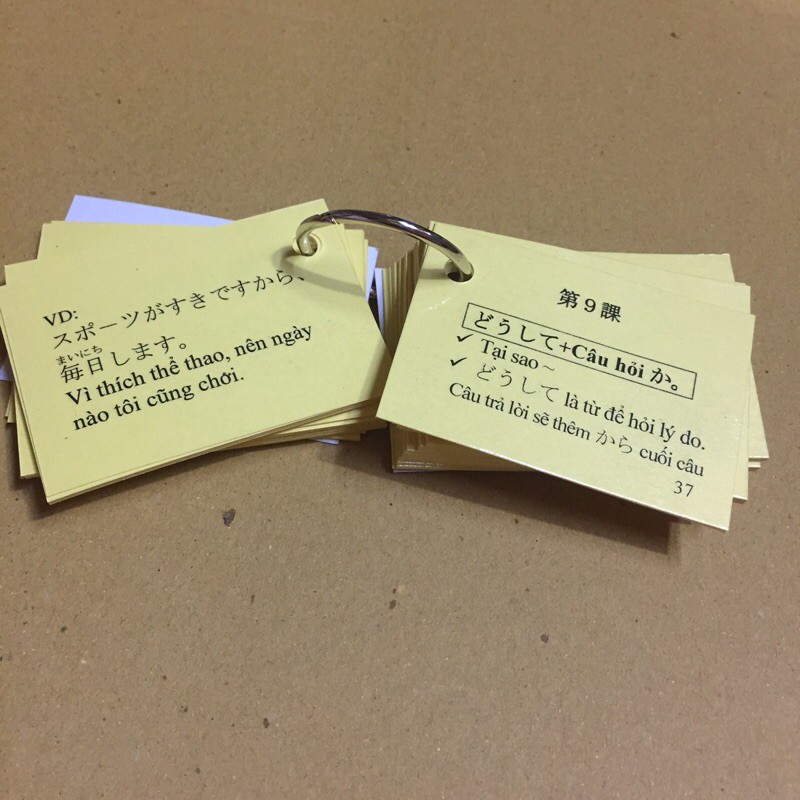 VD:
スポーツがすきですから、
まいにち
毎日します。
Vì thích thể thao, nên ngày
nào tôi cũng chơi.
第9課
どうして+Câu hỏi か。
✓ Tại sao ~
✓ どうして là từ để hỏi lý do.
Câu trả lời sẽ thêm から cuối câu
37